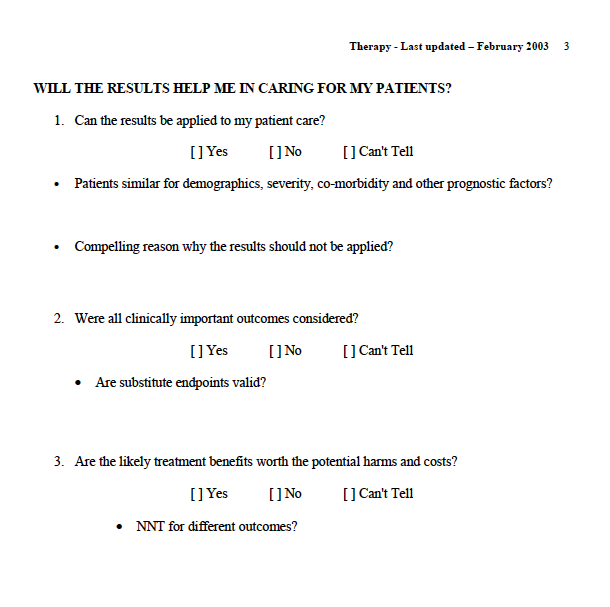 Therapy - Last updated – February 2003 3
WILL THE RESULTS HELP ME IN CARING FOR MY PATIENTS?
1. Can the results be applied to my patient care?
[ ] Yes [ ] No [ ] Can't Tell
• Patients similar for demographics, severity, co-morbidity and other prognostic factors?
• Compelling reason why the results should not be applied?
2. Were all clinically important outcomes considered?
[ ] Yes [ ] No [ ] Can't Tell
• Are substitute endpoints valid?
3. Are the likely treatment benefits worth the potential harms and costs?
[ ] Yes [ ] No [ ] Can't Tell
• NNT for different outcomes?